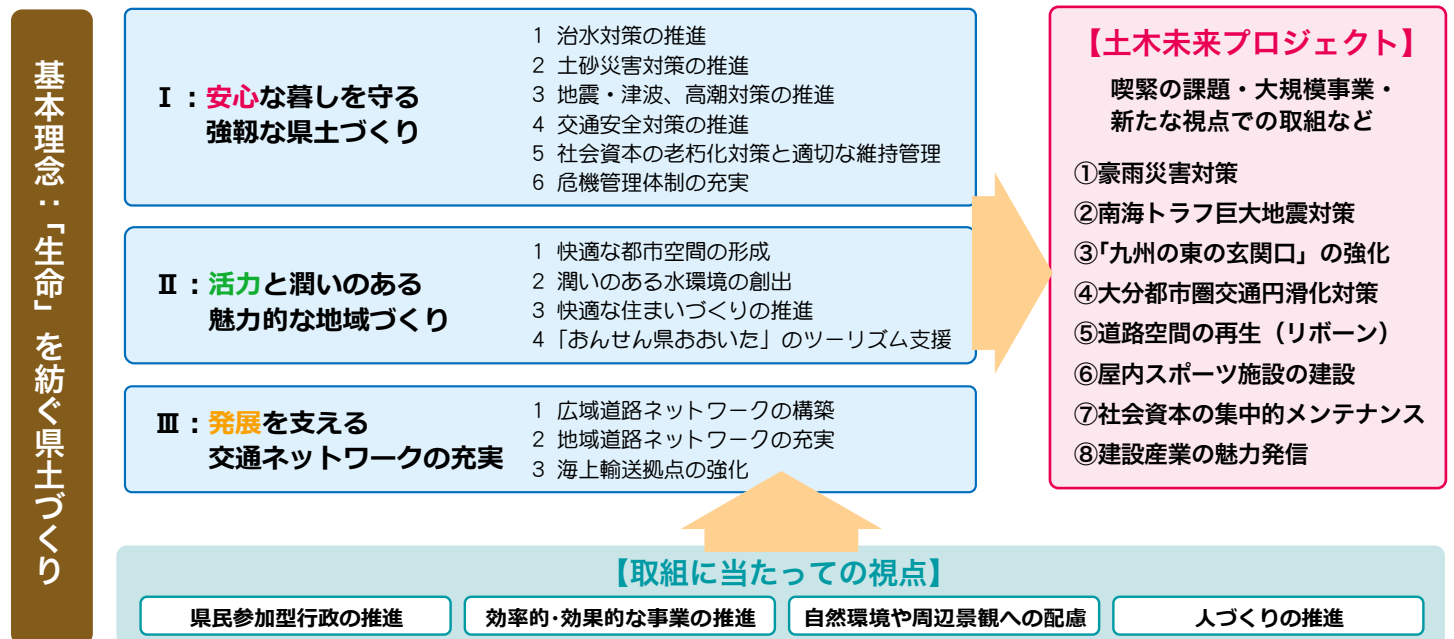 基本理念:「生命」を紡ぐ県土づくり
Ⅰ:安心な暮しを守る
強靱な県土づくり
1 治水対策の推進
2 土砂災害対策の推進
3 地震・津波、高潮対策の推進
4 交通安全対策の推進
5 社会資本の老朽化対策と適切な維持管理
6 危機管理体制の充実
Ⅱ:活力と潤いのある
魅力的な地域づくり
1 快適な都市空間の形成
2 潤いのある水環境の創出
3 快適な住まいづくりの推進
4 「おんせん県おおいた」のツーリズム支援
Ⅲ:発展を支える
交通ネットワークの充実
1 広域道路ネットワークの構築
2 地域道路ネットワークの充実
3 海上輸送拠点の強化
【土木未来プロジェクト】
喫緊の課題・大規模事業・
新たな視点での取組など
①豪雨災害対策
②南海トラフ巨大地震対策
③「九州の東の玄関口」の強化
④大分都市圏交通円滑化対策
⑤道路空間の再生(リボーン)
⑥屋内スポーツ施設の建設
⑦社会資本の集中的メンテナンス
⑧建設産業の魅力発信
【取組に当たっての視点】
県民参加型行政の推進
効率的・効果的な事業の推進
自然環境や周辺景観への配慮
人づくりの推進